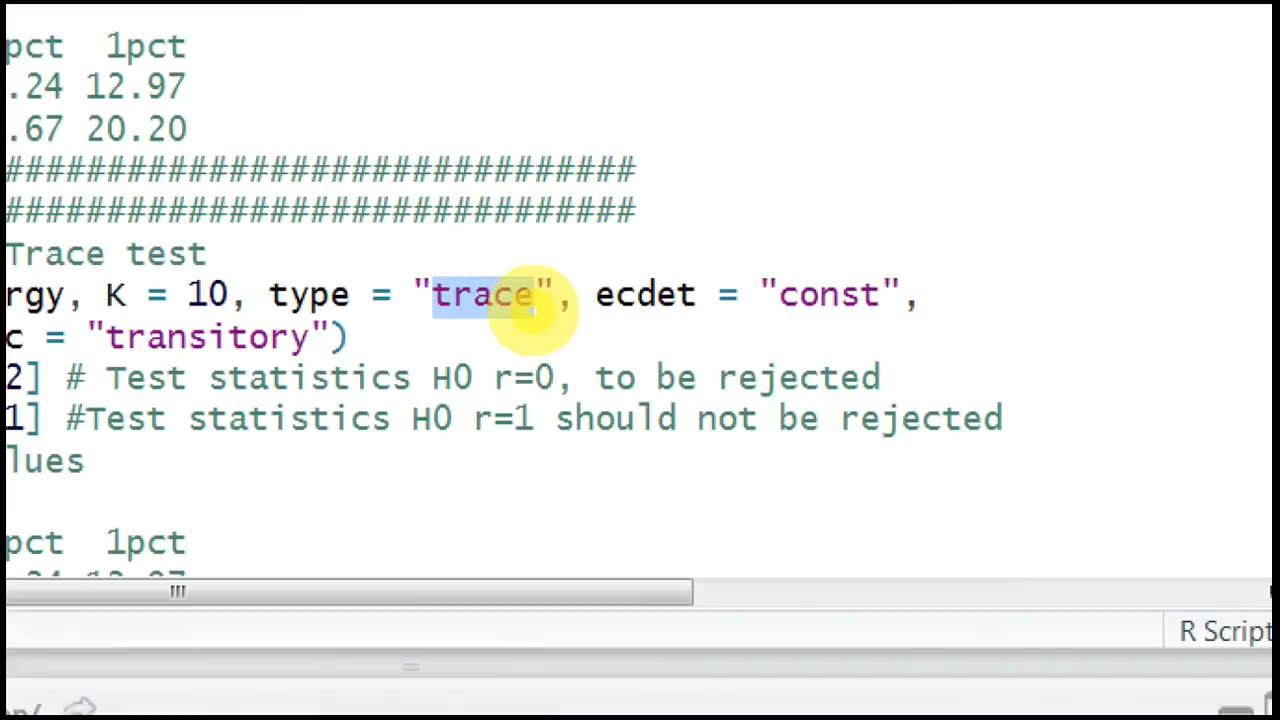 pct 1pct
.24 12.97
.67 20.20
###############################
###############################
Trace test
rgy, K = 10, type = "trace", ecdet = "const",
c = "transitory")
2] # Test statistics H0 r=0, to be rejected
1] #Test statistics H0 r=1 should not be rejected
lues
pct 1pct
R Script